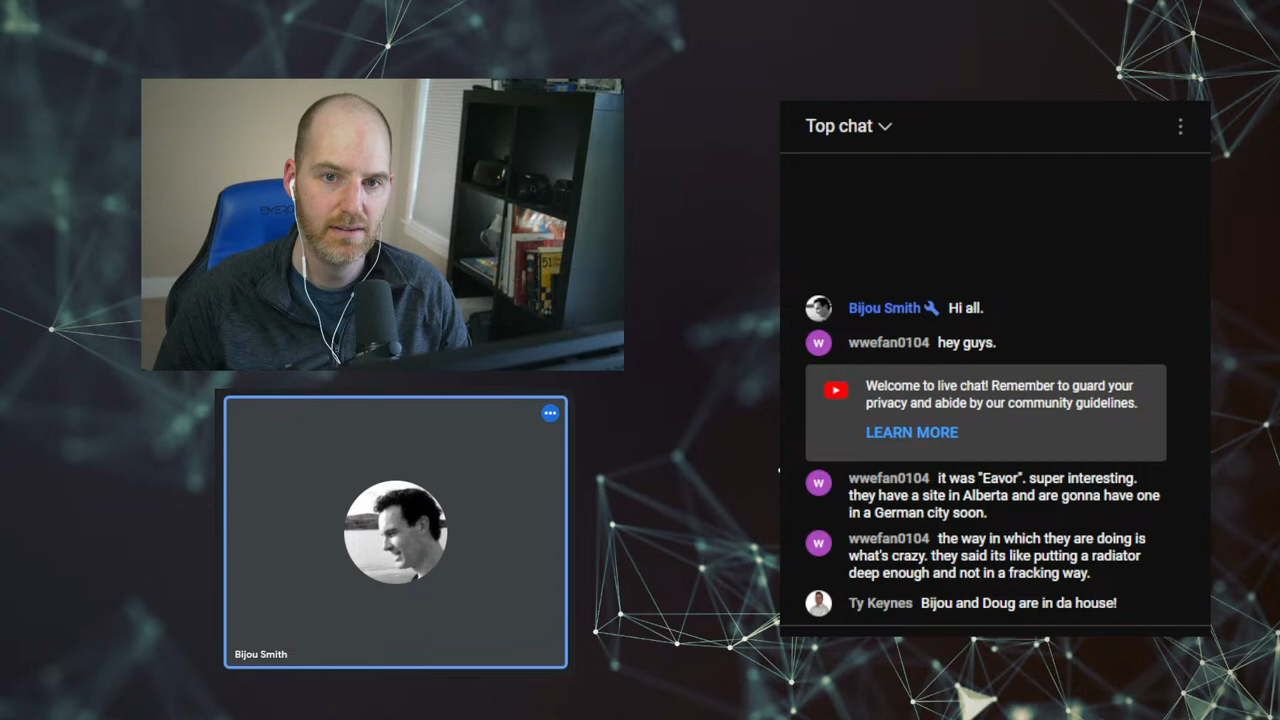 EMER
51
Top chat
Bijou Smith Hi all.
W
wwefan0104 hey guys.
Welcome to live chat! Remember to guard your
privacy and abide by our community guidelines.
LEARN MORE
W
wwefan0104 it was "Eavor". super interesting.
they have a site in Alberta and are gonna have one
in a German city soon.
W
wwefan0104 the way in which they are doing is
what's crazy. they said its like putting a radiator
deep enough and not in a fracking way.
Ty Keynes Bijou and Doug are in da house!
Bijou Smith